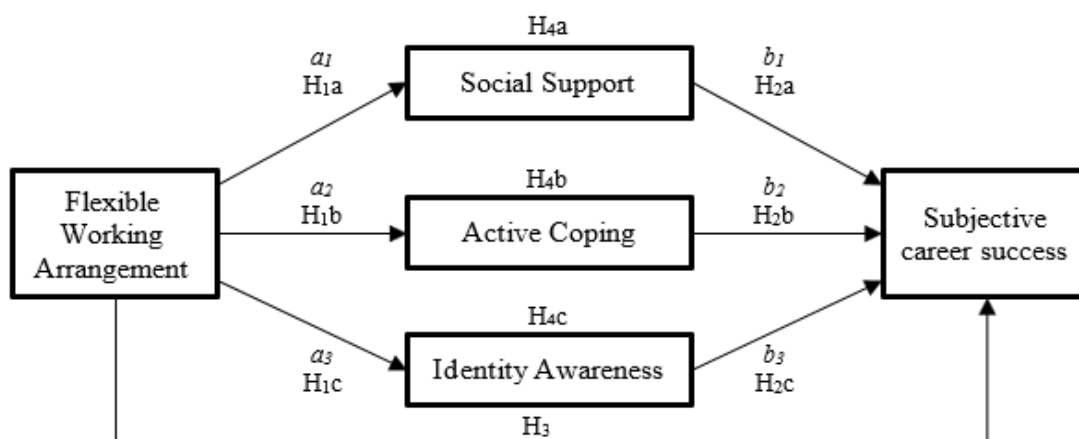 H₄a
a₁
H₁a
Social Support
b₁
H₂a
Flexible
Working
Arrangement
a₂
H₁b
H₄b
Active Coping
b₂
H₂b
Subjective
career success
a₃
H₁c
H₄c
Identity Awareness
b₃
H₂c
H₃